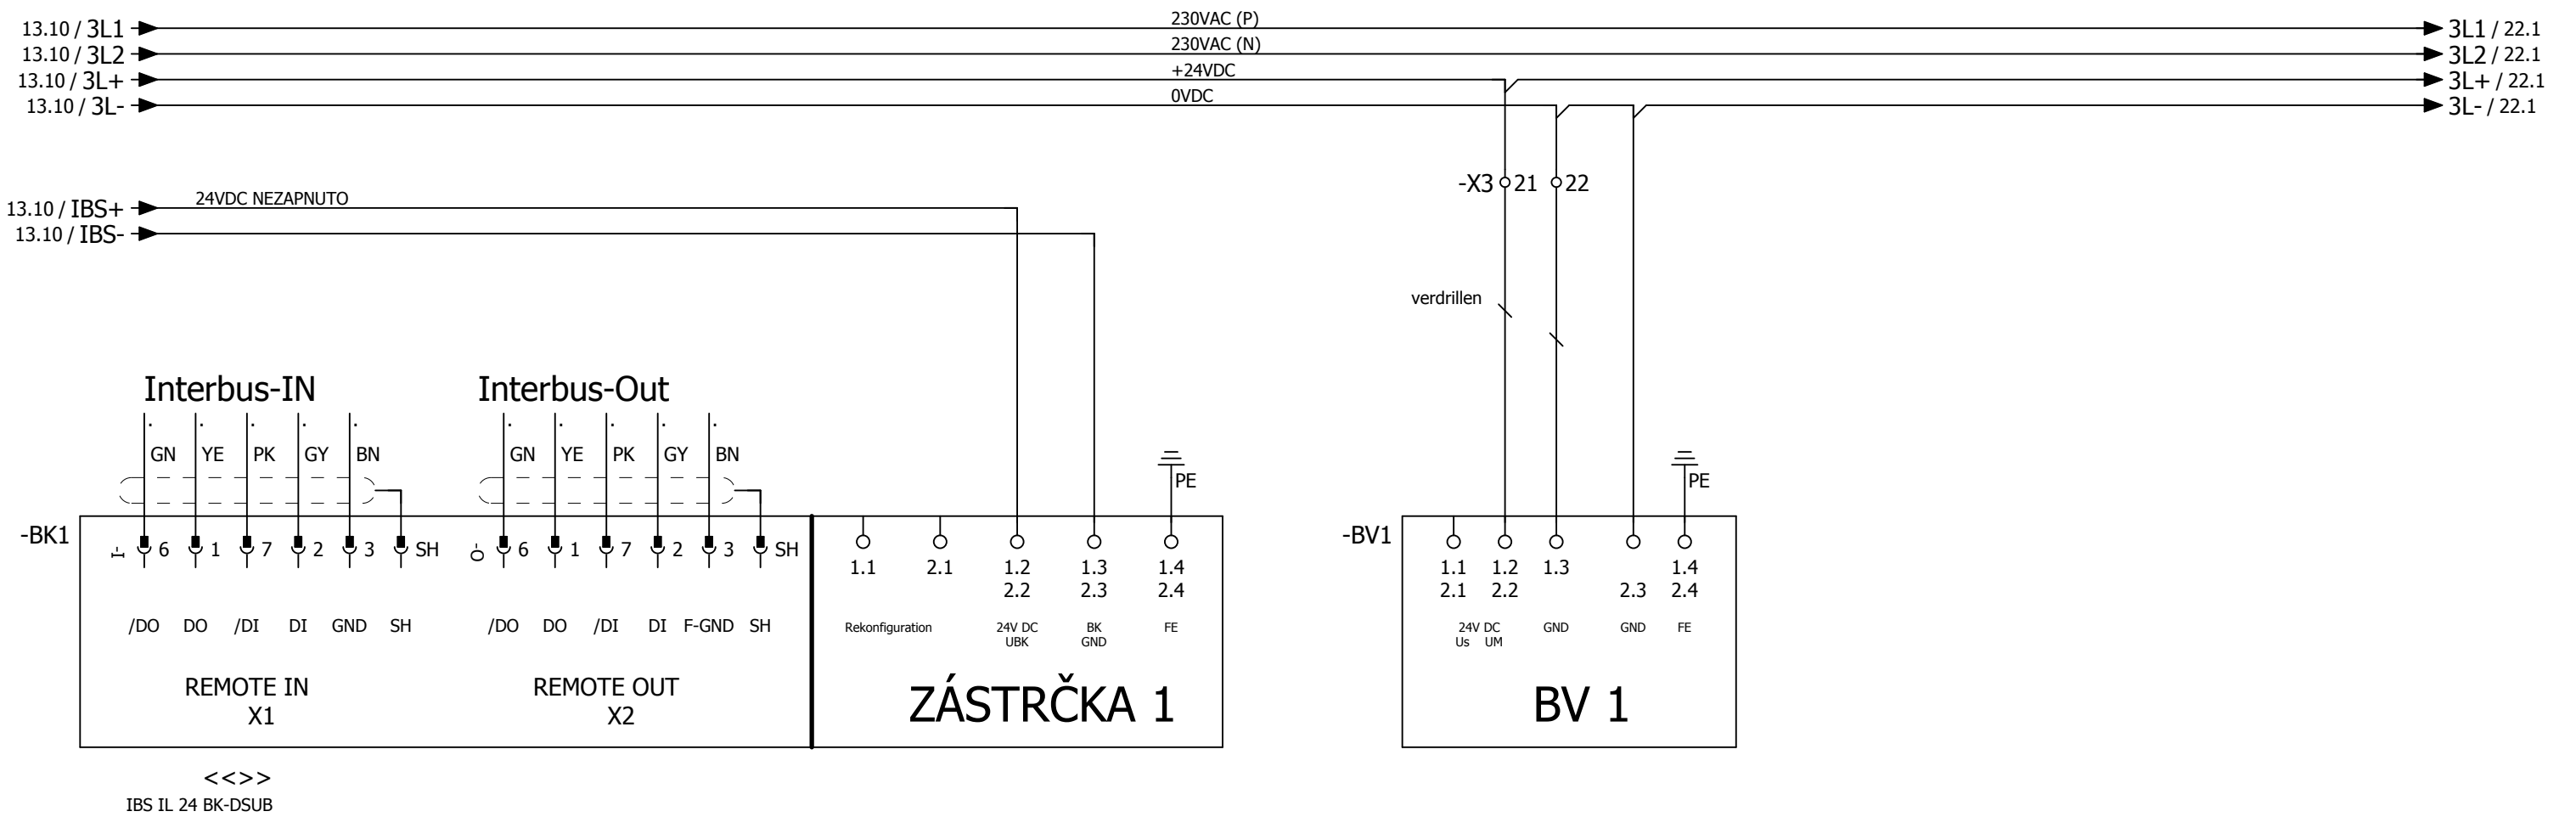 13.10 / 3L1 230VAC (P) 3L1 / 22.1
13.10 / 3L2 230VAC (N) 3L2 / 22.1
13.10 / 3L+ +24VDC 3L+ / 22.1
13.10 / 3L- 0VDC 3L- / 22.1
-X3 21 22
13.10 / IBS+ 24VDC NEZAPNUTO
13.10 / IBS-
verdrillen
Interbus-IN Interbus-Out
. . . . . . . . . .
GN YE PK GY BN GN YE PK GY BN
PE PE
-BK1 -BV1
I- 6 1 7 2 3 SH O- 6 1 7 2 3 SH
1.1 2.1 1.2 1.3 1.4 1.1 1.2 1.3 1.4
2.2 2.3 2.4 2.1 2.2 2.3 2.4
/DO DO /DI DI GND SH /DO DO /DI DI F-GND SH Rekonfiguration 24V DC BK FE 24V DC GND GND FE
UBK GND Us UM
REMOTE IN REMOTE OUT ZÁSTRČKA 1 BV 1
X1 X2
<<>>
IBS IL 24 BK-DSUB